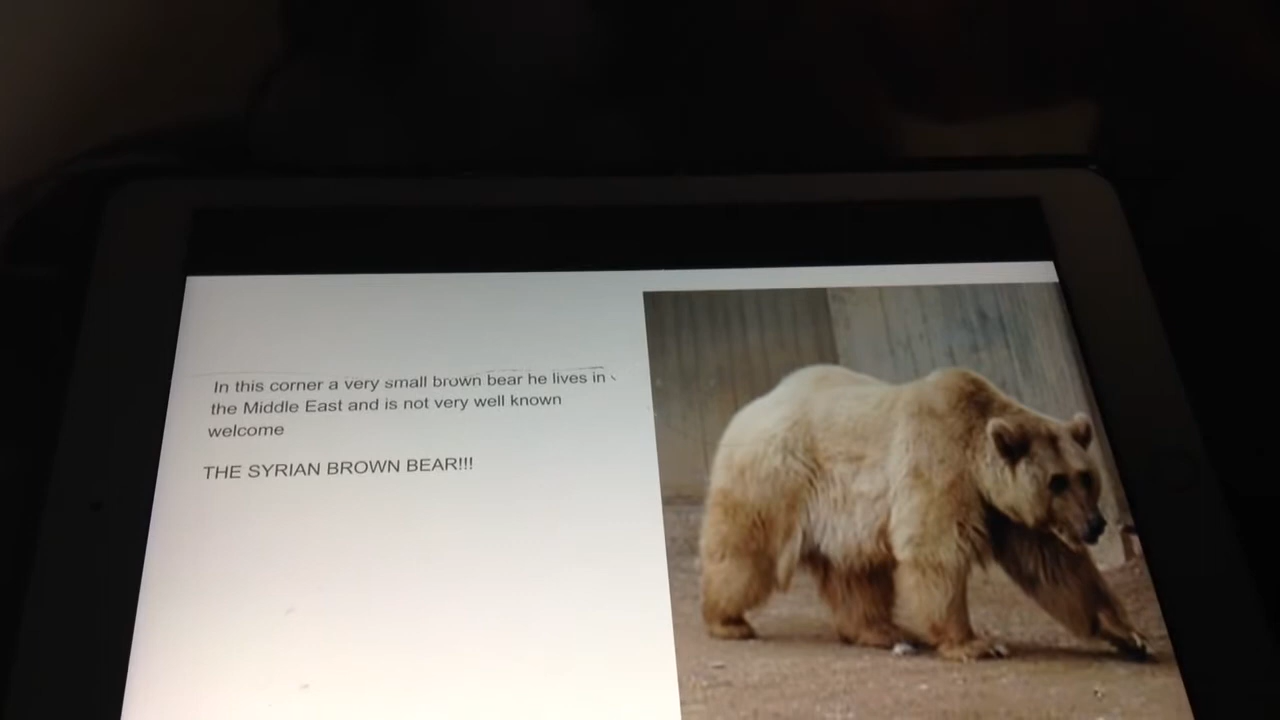 In this corner a very small brown bear he lives in
the Middle East and is not very well known
welcome
THE SYRIAN BROWN BEAR!!!